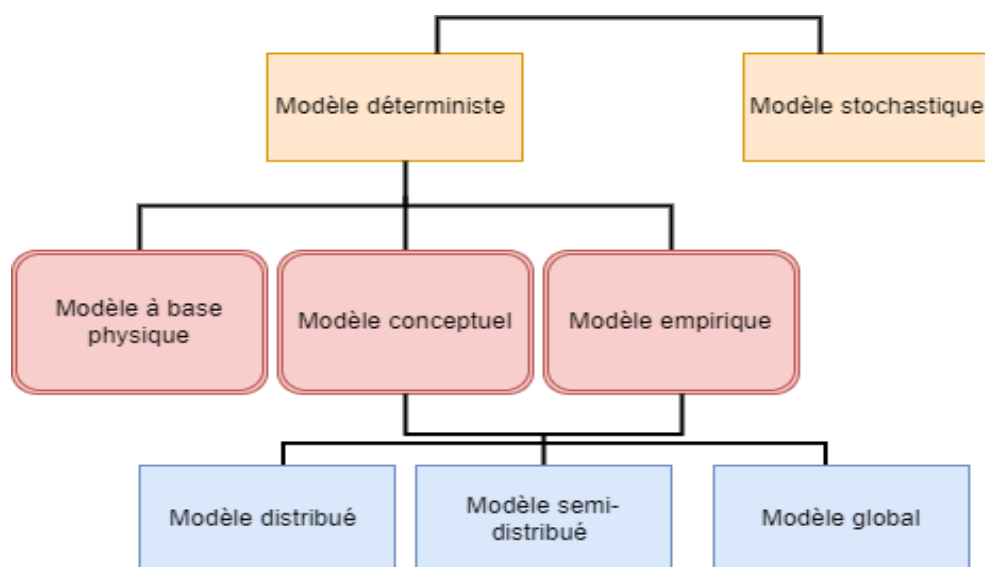 Modèle déterministe
Modèle stochastique
Modèle à base
physique
Modèle conceptuel
Modèle empirique
Modèle distribué
Modèle semi-
distribué
Modèle global